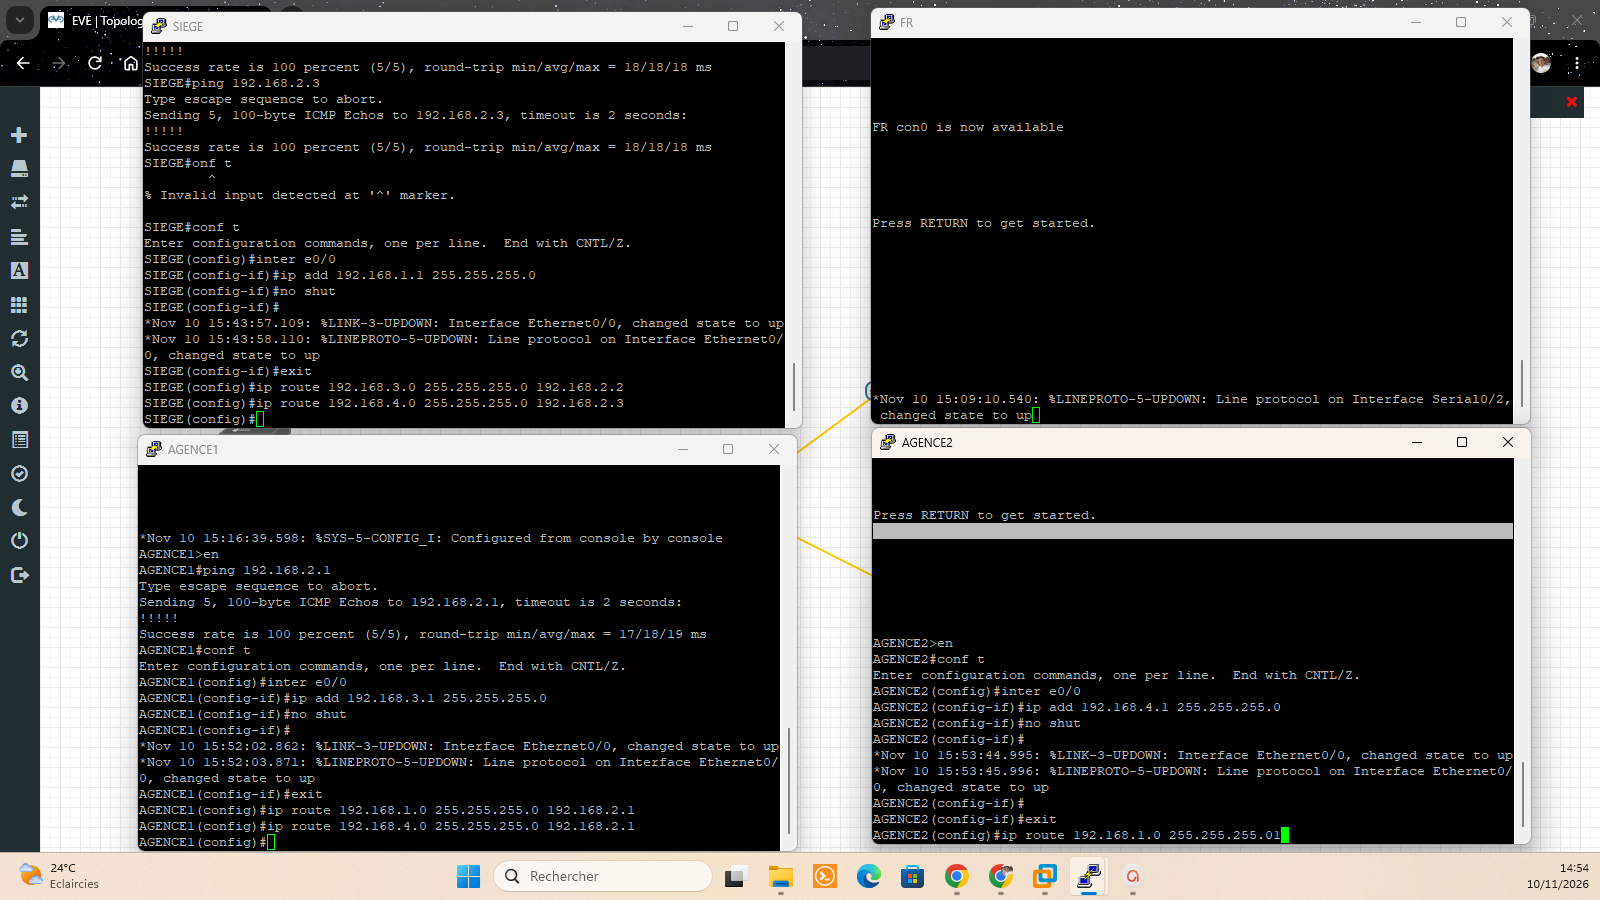 EVE | Topolog
SIEGE
!!!!!
Success rate is 100 percent (5/5), round-trip min/avg/max = 18/18/18 ms
SIEGE#ping 192.168.2.3
Type escape sequence to abort.
Sending 5, 100-byte ICMP Echos to 192.168.2.3, timeout is 2 seconds:
!!!!!
Success rate is 100 percent (5/5), round-trip min/avg/max = 18/18/18 ms
SIEGE#onf t
^
% Invalid input detected at '^' marker.
SIEGE#conf t
Enter configuration commands, one per line.  End with CNTL/Z.
SIEGE(config)#inter e0/0
SIEGE(config-if)#ip add 192.168.1.1 255.255.255.0
SIEGE(config-if)#no shut
SIEGE(config-if)#
*Nov 10 15:43:57.109: %LINK-3-UPDOWN: Interface Ethernet0/0, changed state to up
*Nov 10 15:43:58.110: %LINEPROTO-5-UPDOWN: Line protocol on Interface Ethernet0/
0, changed state to up
SIEGE(config-if)#exit
SIEGE(config)#ip route 192.168.3.0 255.255.255.0 192.168.2.2
SIEGE(config)#ip route 192.168.4.0 255.255.255.0 192.168.2.3
SIEGE(config)#
FR
FR con0 is now available
Press RETURN to get started.
*Nov 10 15:09:10.540: %LINEPROTO-5-UPDOWN: Line protocol on Interface Serial0/2,
changed state to up
AGENCE1
*Nov 10 15:16:39.598: %SYS-5-CONFIG_I: Configured from console by console
AGENCE1>en
AGENCE1#ping 192.168.2.1
Type escape sequence to abort.
Sending 5, 100-byte ICMP Echos to 192.168.2.1, timeout is 2 seconds:
!!!!!
Success rate is 100 percent (5/5), round-trip min/avg/max = 17/18/19 ms
AGENCE1#conf t
Enter configuration commands, one per line.  End with CNTL/Z.
AGENCE1(config)#inter e0/0
AGENCE1(config-if)#ip add 192.168.3.1 255.255.255.0
AGENCE1(config-if)#no shut
AGENCE1(config-if)#
*Nov 10 15:52:02.862: %LINK-3-UPDOWN: Interface Ethernet0/0, changed state to up
*Nov 10 15:52:03.871: %LINEPROTO-5-UPDOWN: Line protocol on Interface Ethernet0/
0, changed state to up
AGENCE1(config-if)#exit
AGENCE1(config)#ip route 192.168.1.0 255.255.255.0 192.168.2.1
AGENCE1(config)#ip route 192.168.4.0 255.255.255.0 192.168.2.1
AGENCE1(config)#
AGENCE2
Press RETURN to get started.
AGENCE2>en
AGENCE2#conf t
Enter configuration commands, one per line.  End with CNTL/Z.
AGENCE2(config)#inter e0/0
AGENCE2(config-if)#ip add 192.168.4.1 255.255.255.0
AGENCE2(config-if)#no shut
AGENCE2(config-if)#
*Nov 10 15:53:44.995: %LINK-3-UPDOWN: Interface Ethernet0/0, changed state to up
*Nov 10 15:53:45.996: %LINEPROTO-5-UPDOWN: Line protocol on Interface Ethernet0/
0, changed state to up
AGENCE2(config-if)#
AGENCE2(config-if)#exit
AGENCE2(config)#ip route 192.168.1.0 255.255.255.01
24°C
Eclaircies
Rechercher
14:54
10/11/2026